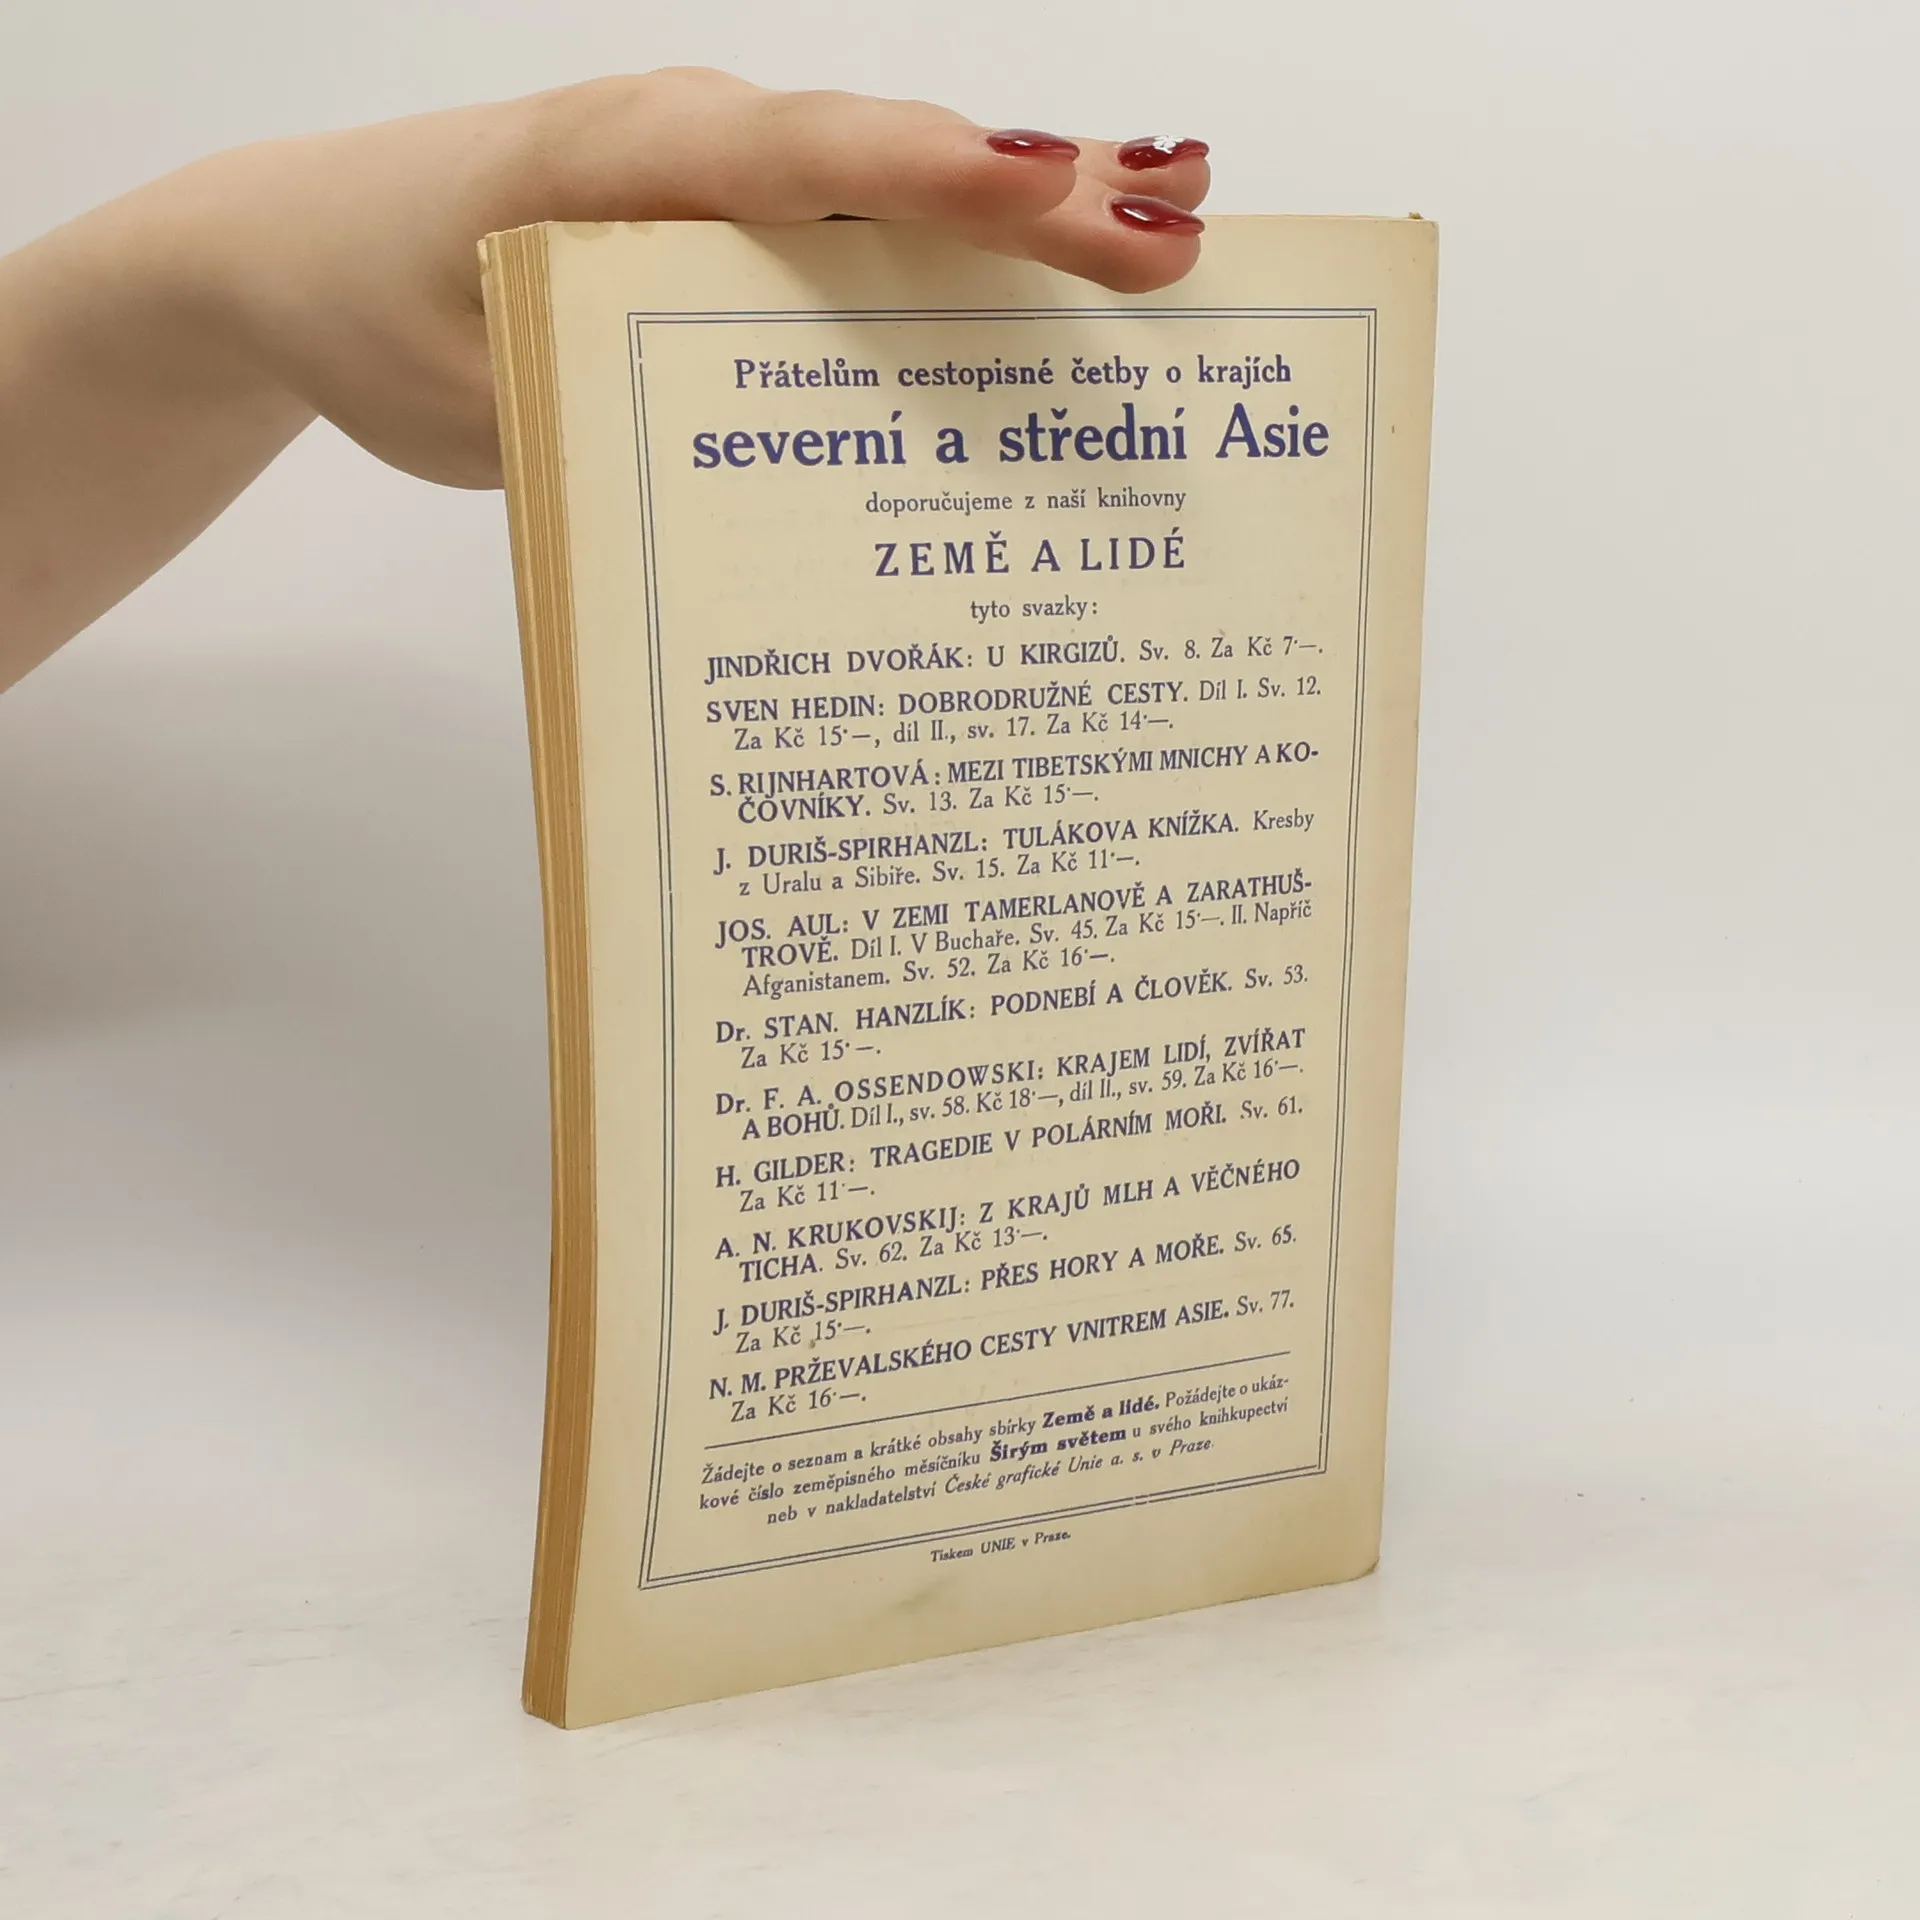 Přátelům cestopisné četby o krajích
severní a střední Asie
doporučujeme z naší knihovny
ZEMĚ A LIDÉ
tyto svazky:
JINDŘICH DVOŘÁK: U KIRGIZŮ. Sv. 8. Za Kč 7·—.
SVEN HEDIN: DOBRODRUŽNÉ CESTY. Díl I. Sv. 12.
Za Kč 15·—, díl II., sv. 17. Za Kč 14·—.
S. RIJNHARTOVÁ: MEZI TIBETSKÝMI MNICHY A KO-
ČOVNÍKY. Sv. 13. Za Kč 15·—.
J. DURIŠ-SPIRHANZL: TULÁKOVA KNÍŽKA. Kresby
z Uralu a Sibiře. Sv. 15. Za Kč 11·—.
JOS. AUL: V ZEMI TAMERLANOVĚ A ZARATHUŠ-
TROVĚ. Díl I. V Buchaře. Sv. 45. Za Kč 15·—. II. Napříč
Afganistanem. Sv. 52. Za Kč 16·—.
Dr. STAN. HANZLÍK: PODNEBÍ A ČLOVĚK. Sv. 53.
Za Kč 15·—.
Dr. F. A. OSSENDOWSKI: KRAJEM LIDÍ, ZVÍŘAT
A BOHŮ. Díl I., sv. 58. Kč 18·—, díl II., sv. 59. Za Kč 16·—.
H. GILDER: TRAGEDIE V POLÁRNÍM MOŘI. Sv. 61.
Za Kč 11·—.
A. N. KRUKOVSKIJ: Z KRAJŮ MLH A VĚČNÉHO
TICHA. Sv. 62. Za Kč 13·—.
J. DURIŠ-SPIRHANZL: PŘES HORY A MOŘE. Sv. 65.
Za Kč 15·—.
N. M. PRŽEVALSKÉHO CESTY VNITREM ASIE. Sv. 77.
Za Kč 16·—.
Žádejte o seznam a krátké obsahy sbírky Země a lidé. Požádejte o ukáz-
kové číslo zeměpisného měsíčníku Širým světem u svého knihkupectví
neb v nakladatelství České grafické Unie a. s. v Praze.
Tiskem UNIE v Praze.